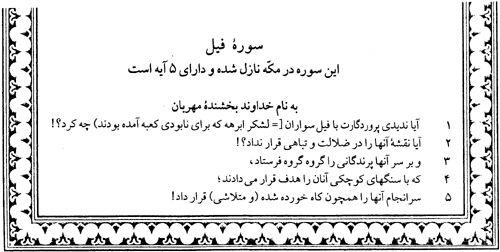 سورهٔ فیل
این سوره در مکّه نازل شده و دارای ۵ آیه است
به نام خداوند بخشندهٔ مهربان
۱ آیا ندیدی پروردگارت با فیل سواران [= لشکر ابرهه که برای نابودی کعبه آمده بودند) چه کرد؟!
۲ آیا نقشهٔ آنها را در ضلالت و تباهی قرار نداد؟!
۳ و بر سر آنها پرندگانی را گروه گروه فرستاد،
۴ که با سنگهای کوچکی آنان را هدف قرار می‌دادند؛
۵ سرانجام آنها را همچون کاه خورده شده (و متلاشی) قرار داد!